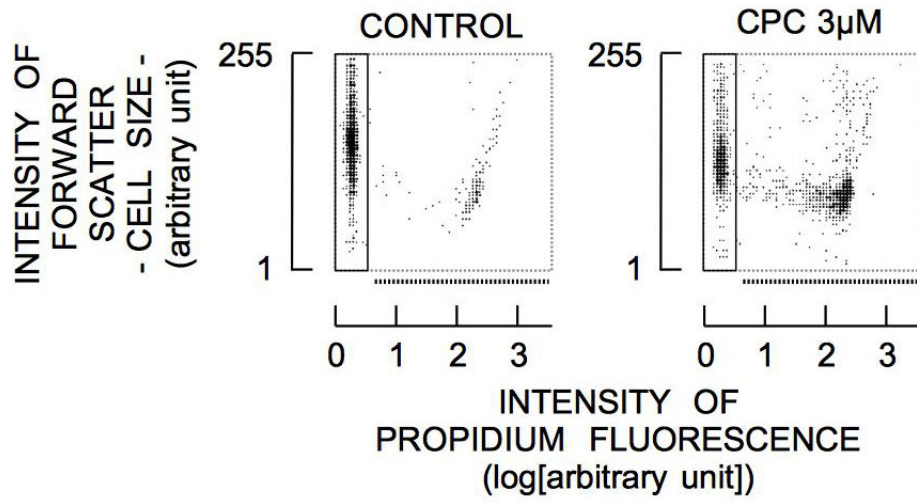 CONTROL
CPC 3µM
INTENSITY OF
FORWARD
SCATTER
- CELL SIZE -
(arbitrary unit)
255
1
255
1
0 1 2 3
0 1 2 3
INTENSITY OF
PROPIDIUM FLUORESCENCE
(log[arbitrary unit])